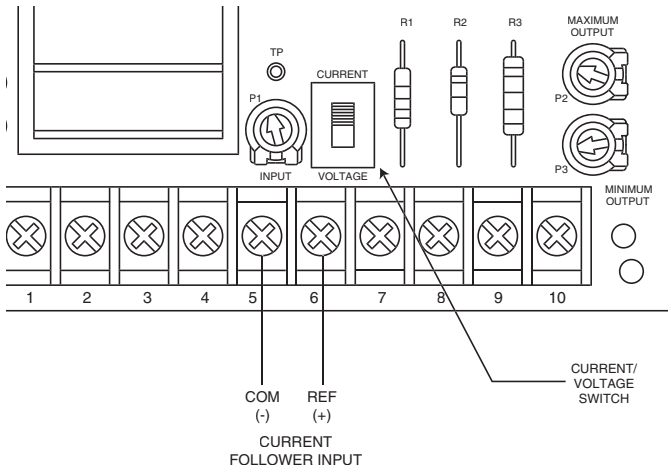 R1 R2 R3
MAXIMUM
OUTPUT
TP
CURRENT
P1
P2
INPUT
VOLTAGE
P3
MINIMUM
OUTPUT
1 2 3 4 5 6 7 8 9 10
COM
(-)
REF
(+)
CURRENT
FOLLOWER INPUT
CURRENT/
VOLTAGE
SWITCH